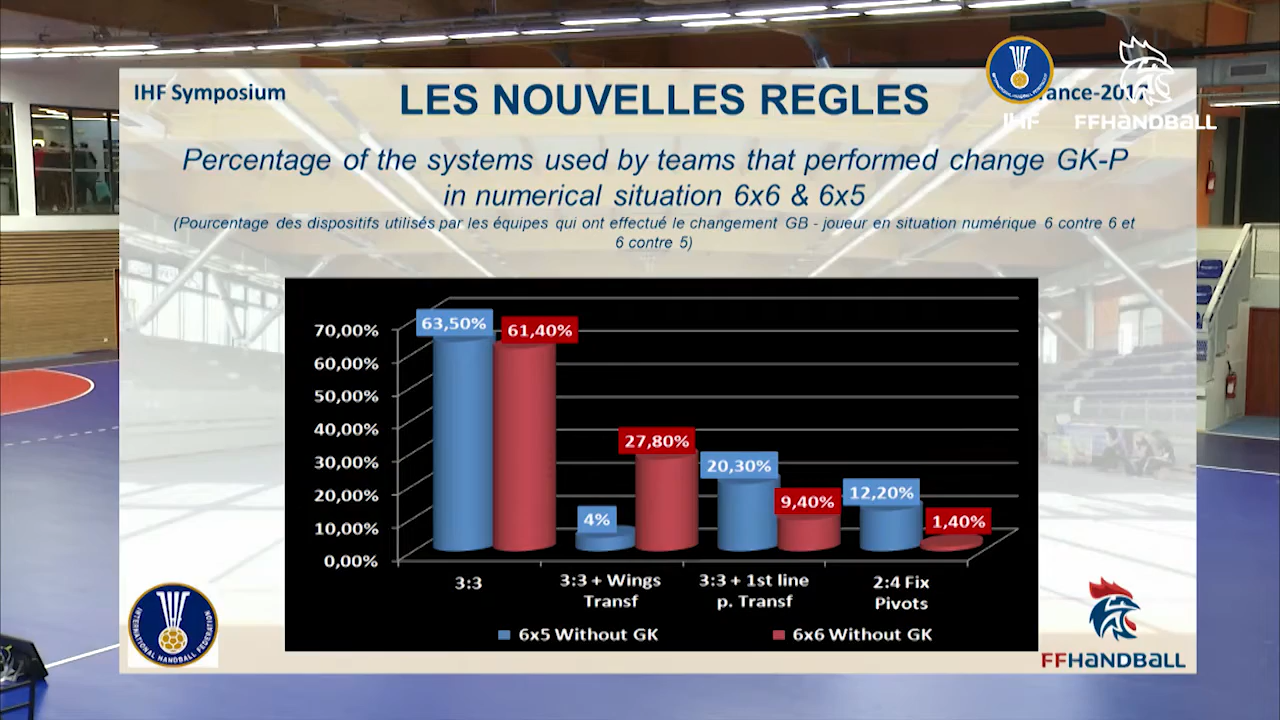 IHF Symposium
LES NOUVELLES REGLES
IHF
FFHANDBALL
Percentage of the systems used by teams that performed change GK-P
in numerical situation 6x6 & 6x5
(Pourcentage des dispositifs utilisés par les équipes qui ont effectué le changement GB - joueur en situation numérique 6 contre 6 et
6 contre 5)
70,00%
60,00%
50,00%
40,00%
30,00%
20,00%
10,00%
0,00%
63,50%
61,40%
4%
27,80%
20,30%
9,40%
12,20%
1,40%
3:3
3:3 + Wings
Transf
3:3 + 1st line
p. Transf
2:4 Fix
Pivots
6x5 Without GK
6x6 Without GK
INTERNATIONAL HANDBALL FEDERATION
FFHANDBALL